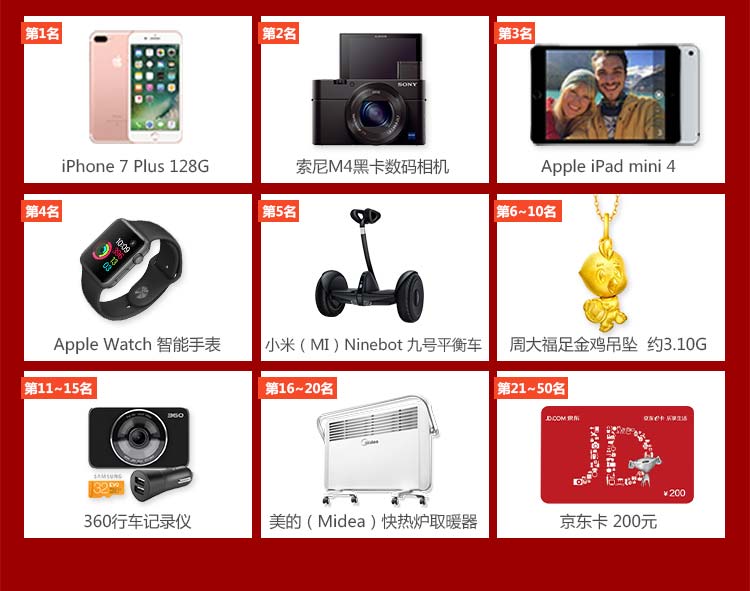 第1名
第2名
SONY
第3名
iPhone 7 Plus 128G
索尼M4黑卡数码相机
Apple iPad mini 4
第4名
10:09
第5名
第6~10名
Apple Watch 智能手表
小米（MI）Ninebot 九号平衡车
周大福足金鸡吊坠 约3.10G
第11~15名
360
SAMSUNG
32 EVO
第16~20名
Midea
第21~50名
JD.COM 京东
京东E卡 乐享生活
JD
¥200
360行车记录仪
美的（Midea）快热炉取暖器
京东卡 200元